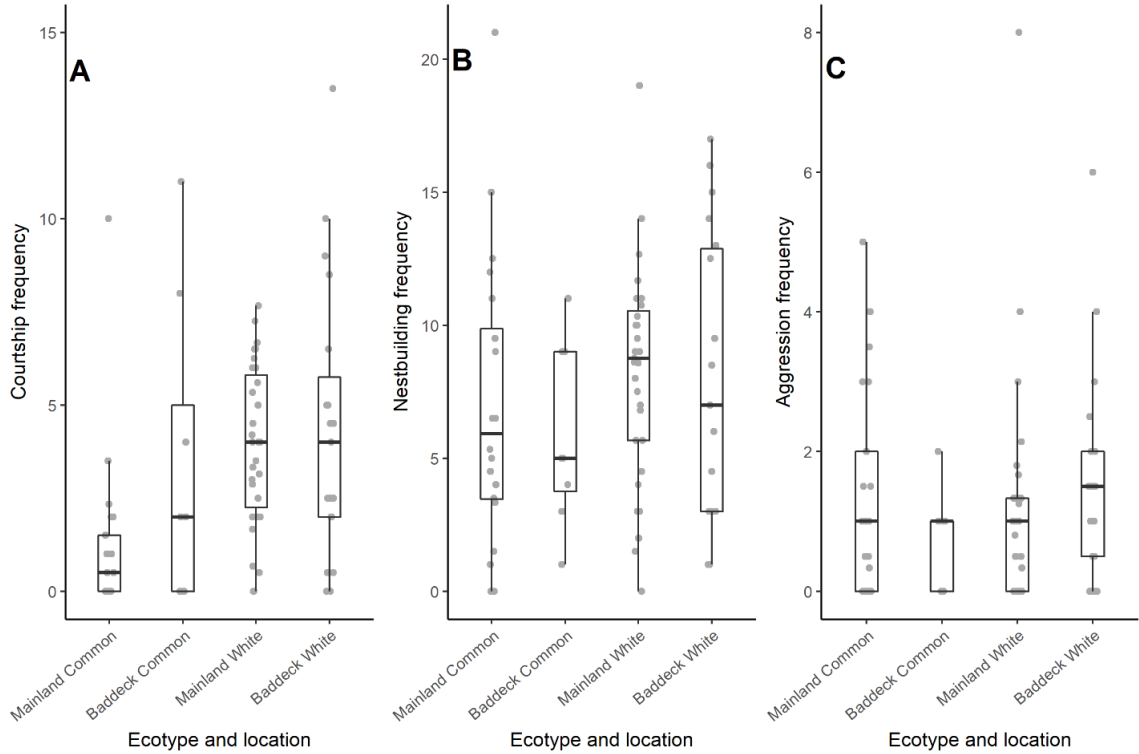 A
Courtship frequency
15
10
5
0
Mainland Common
Baddeck Common
Mainland White
Baddeck White
Ecotype and location
B
Nestbuilding frequency
20
15
10
5
0
Mainland Common
Baddeck Common
Mainland White
Baddeck White
Ecotype and location
C
Aggression frequency
8
6
4
2
0
Mainland Common
Baddeck Common
Mainland White
Baddeck White
Ecotype and location